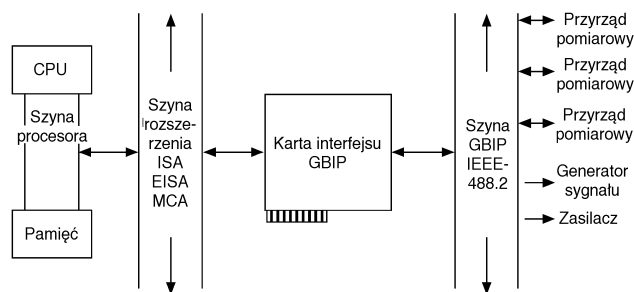 CPU
Szyna
procesora
Pamięć
Szyna
rozsze-
rzenia
ISA
EISA
MCA
Karta interfejsu
GBIP
Szyna
GBIP
IEEE-
488.2
Przyrząd
pomiarowy
Przyrząd
pomiarowy
Przyrząd
pomiarowy
Generator
sygnału
Zasilacz